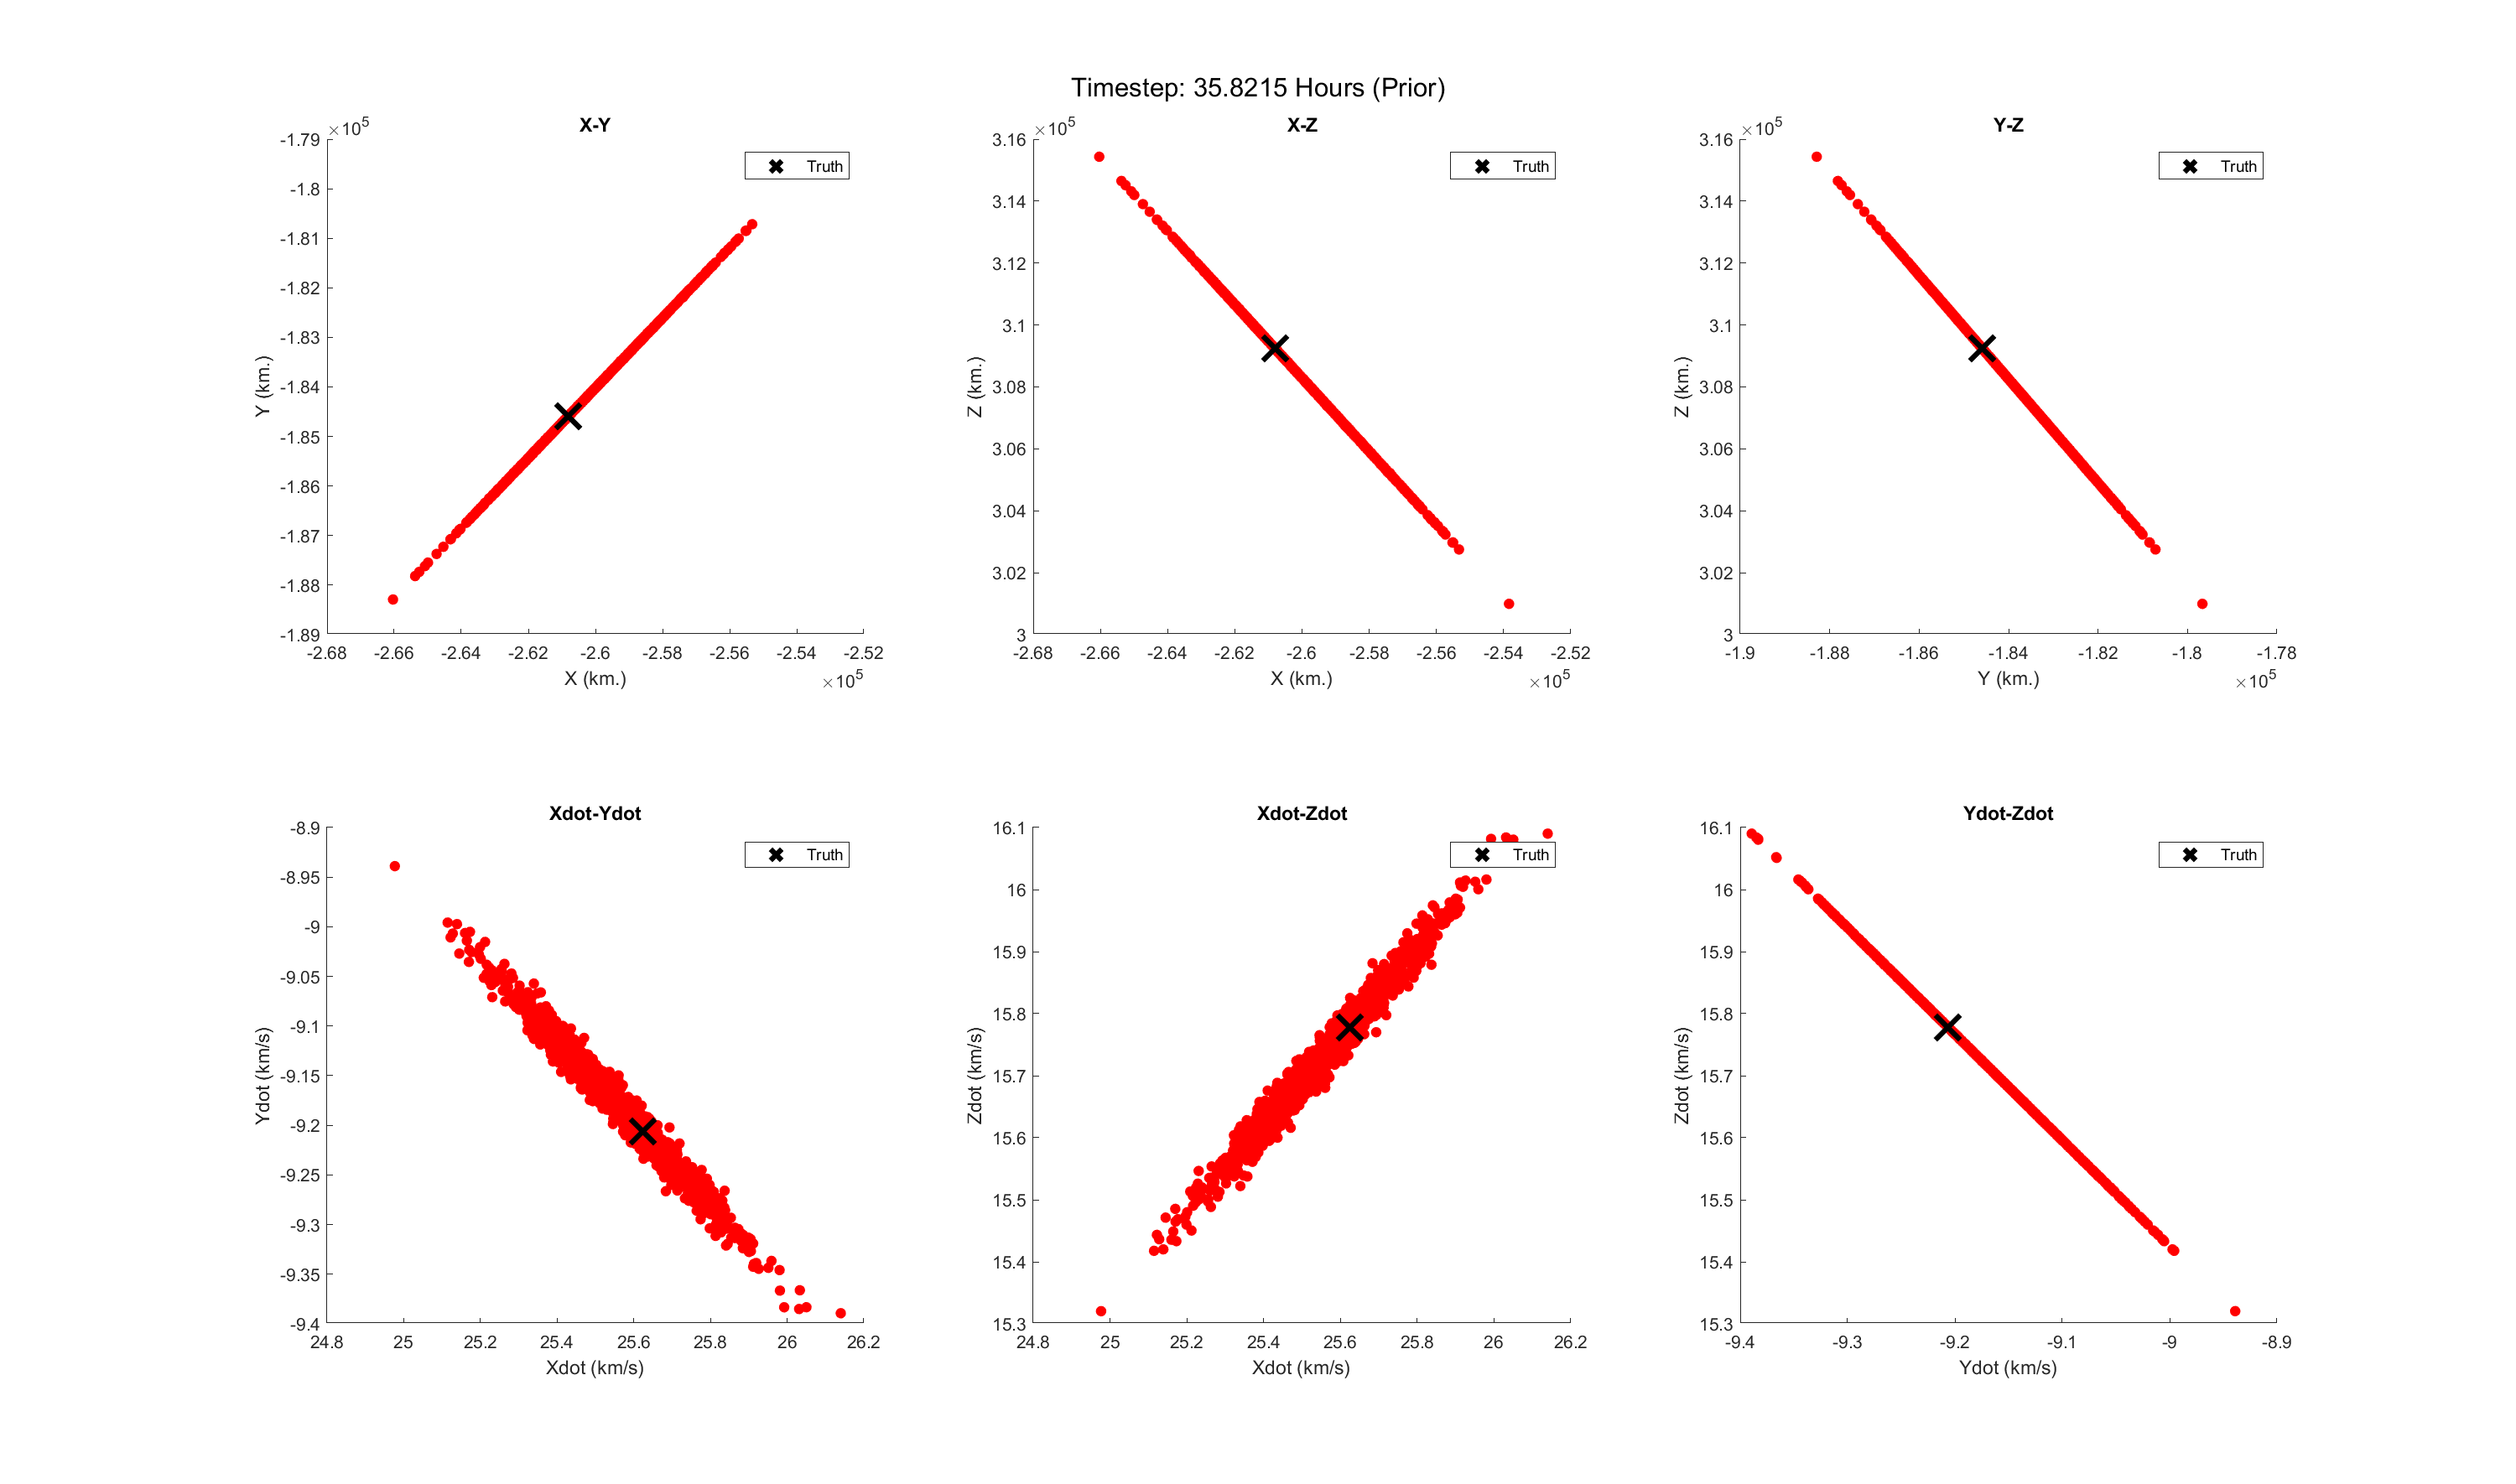 Timestep: 35.8215 Hours (Prior)
X-Y
×10^5
-1.79
-1.8
-1.81
-1.82
-1.83
-1.84
-1.85
-1.86
-1.87
-1.88
-1.89
Y (km.)
Truth
-2.68 -2.66 -2.64 -2.62 -2.6 -2.58 -2.56 -2.54 -2.52
X (km.)
×10^5
X-Z
×10^5
3.16
3.14
3.12
3.1
3.08
3.06
3.04
3.02
3
Z (km.)
Truth
-2.68 -2.66 -2.64 -2.62 -2.6 -2.58 -2.56 -2.54 -2.52
X (km.)
×10^5
Y-Z
×10^5
3.16
3.14
3.12
3.1
3.08
3.06
3.04
3.02
3
Z (km.)
Truth
-1.9 -1.88 -1.86 -1.84 -1.82 -1.8 -1.78
Y (km.)
×10^5
Xdot-Ydot
-8.9
-8.95
-9
-9.05
-9.1
-9.15
-9.2
-9.25
-9.3
-9.35
-9.4
Ydot (km/s)
Truth
24.8 25 25.2 25.4 25.6 25.8 26 26.2
Xdot (km/s)
Xdot-Zdot
16.1
16
15.9
15.8
15.7
15.6
15.5
15.4
15.3
Zdot (km/s)
Truth
24.8 25 25.2 25.4 25.6 25.8 26 26.2
Xdot (km/s)
Ydot-Zdot
16.1
16
15.9
15.8
15.7
15.6
15.5
15.4
15.3
Zdot (km/s)
Truth
-9.4 -9.3 -9.2 -9.1 -9 -8.9
Ydot (km/s)